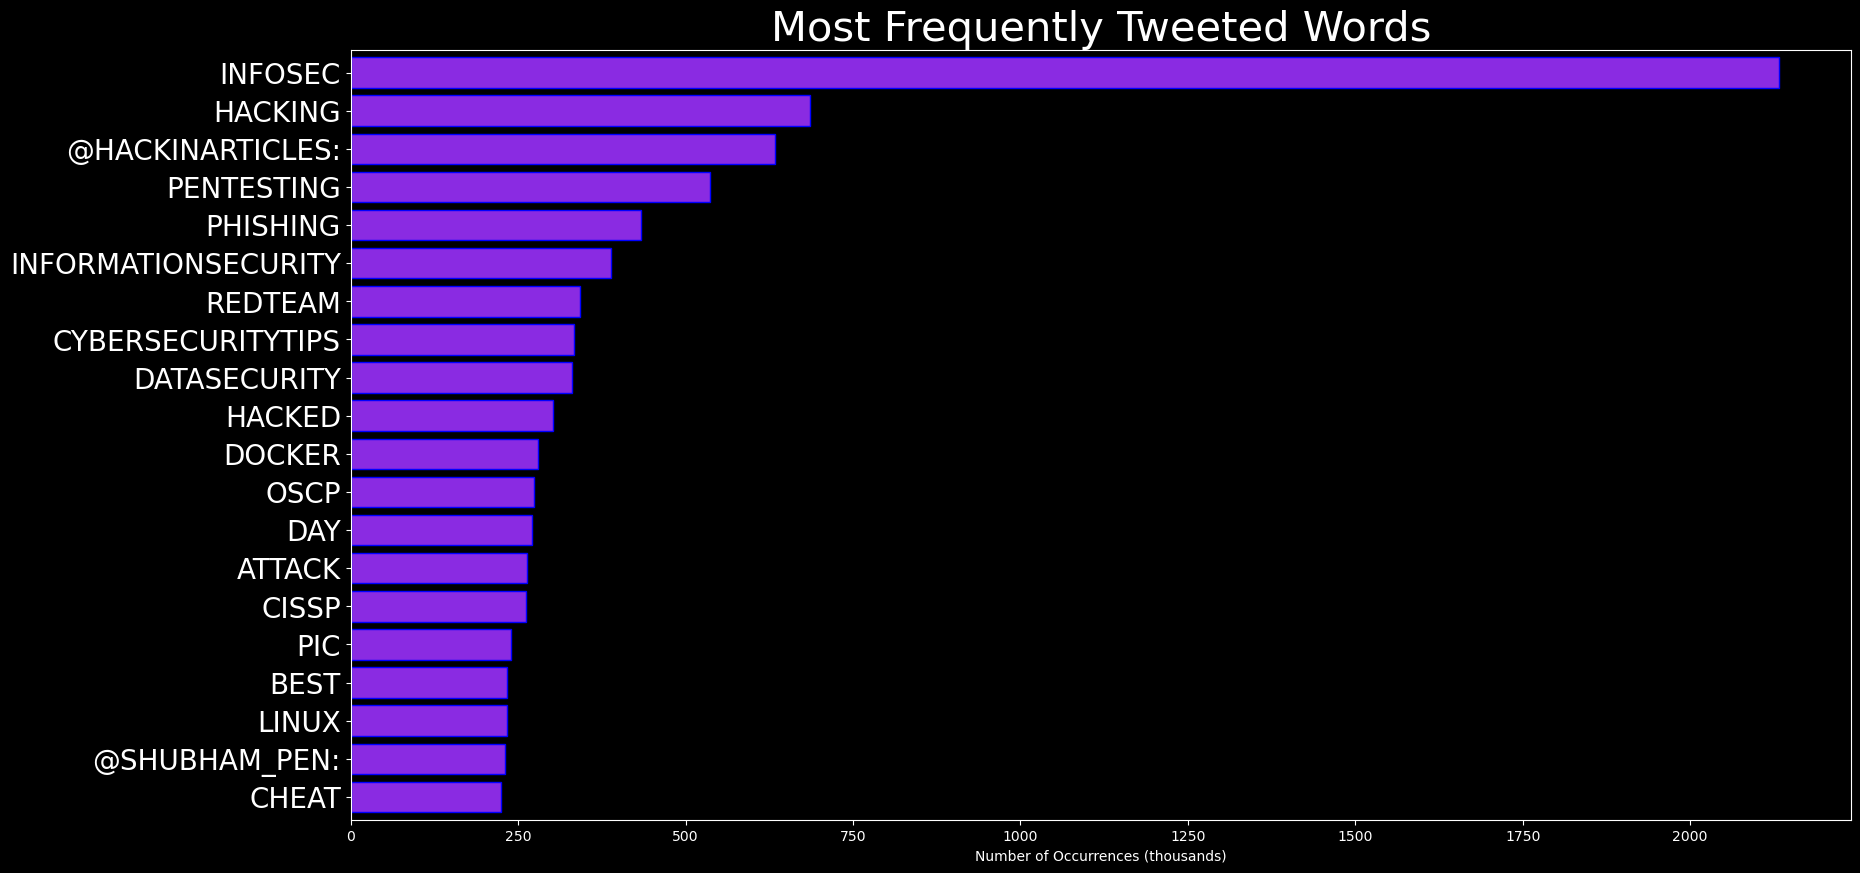 Most Frequently Tweeted Words
INFOSEC
HACKING
@HACKINARTICLES:
PENTESTING
PHISHING
INFORMATIONSECURITY
REDTEAM
CYBERSECURITYTIPS
DATASECURITY
HACKED
DOCKER
OSCP
DAY
ATTACK
CISSP
PIC
BEST
LINUX
@SHUBHAM_PEN:
CHEAT
0 250 500 750 1000 1250 1500 1750 2000
Number of Occurrences (thousands)